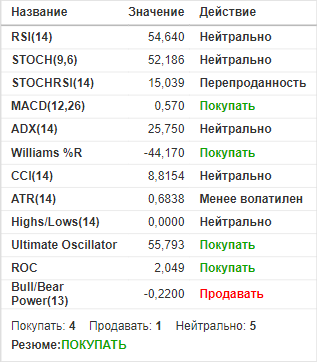 Название Значение Действие
RSI(14) 54,640 Нейтрально
STOCH(9,6) 52,186 Нейтрально
STOCHRSI(14) 15,039 Перепроданность
MACD(12,26) 0,570 Покупать
ADX(14) 25,750 Нейтрально
Williams %R -44,170 Покупать
CCI(14) 8,8154 Нейтрально
ATR(14) 0,6838 Менее волатилен
Highs/Lows(14) 0,0000 Нейтрально
Ultimate Oscillator 55,793 Покупать
ROC 2,049 Покупать
Bull/Bear
Power(13) -0,2200 Продавать
Покупать: 4 Продавать: 1 Нейтрально: 5
Резюме:ПОКУПАТЬ